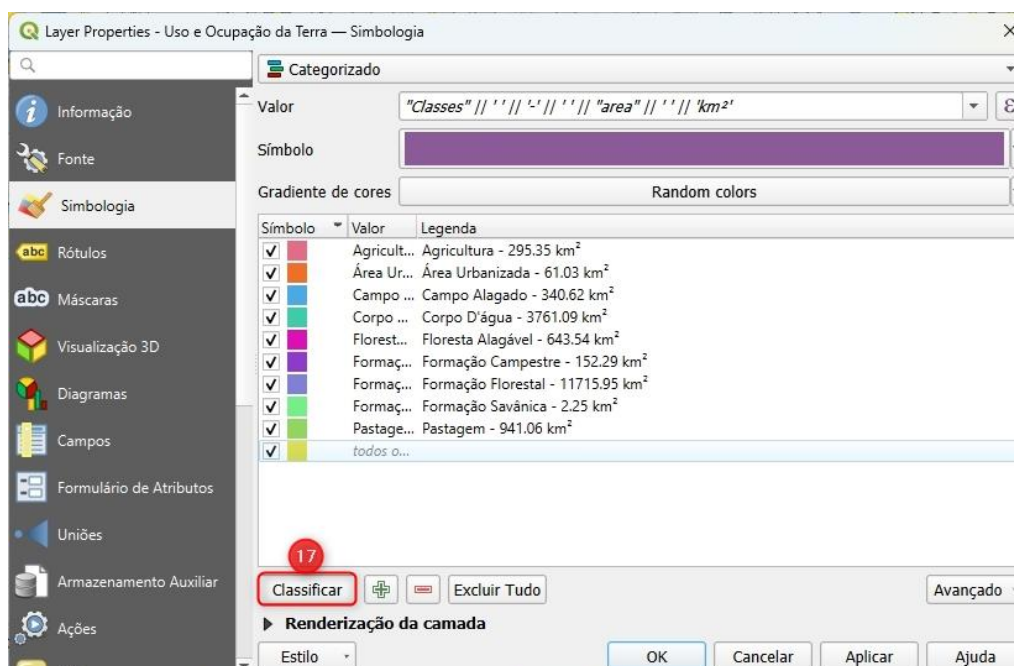 Layer Properties - Uso e Ocupação da Terra — Simbologia
Categorizado
Informação
Valor
"Classes" // ' ' // '-' // ' ' // "area" // ' ' // 'km²'
ε
Fonte
Símbolo
Simbologia
Gradiente de cores
Random colors
Símbolo Valor Legenda
abc Rótulos
Agricult... Agricultura - 295.35 km²
Área Ur... Área Urbanizada - 61.03 km²
abc Máscaras
Campo ... Campo Alagado - 340.62 km²
Corpo ... Corpo D'água - 3761.09 km²
Visualização 3D
Florest... Floresta Alagável - 643.54 km²
Formaç... Formação Campestre - 152.29 km²
Diagramas
Formaç... Formação Florestal - 11715.95 km²
Formaç... Formação Savânica - 2.25 km²
Campos
Pastage... Pastagem - 941.06 km²
todos o...
Formulário de Atributos
Uniões
17
Armazenamento Auxiliar
Classificar
Excluir Tudo
Avançado
Ações
Renderização da camada
Estilo
OK
Cancelar
Aplicar
Ajuda